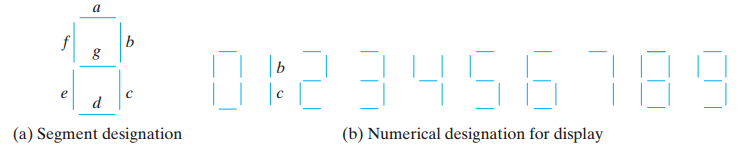 a
f
b
g
e
c
d
b
c
(a) Segment designation
(b) Numerical designation for display